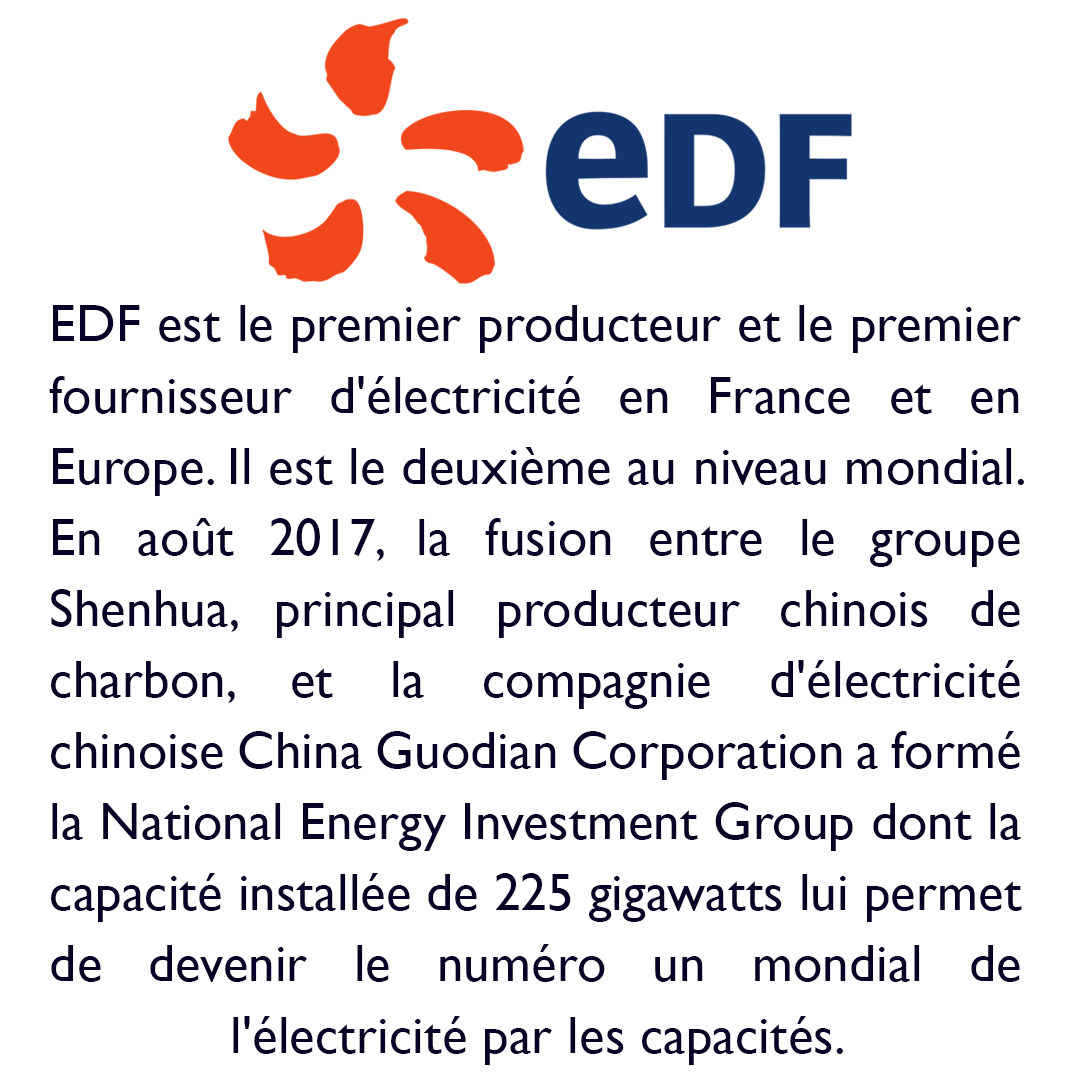 eDF
EDF est le premier producteur et le premier
fournisseur d'électricité en France et en
Europe. Il est le deuxième au niveau mondial.
En août 2017, la fusion entre le groupe
Shenhua, principal producteur chinois de
charbon, et la compagnie d'électricité
chinoise China Guodian Corporation a formé
la National Energy Investment Group dont la
capacité installée de 225 gigawatts lui permet
de devenir le numéro un mondial de
l'électricité par les capacités.